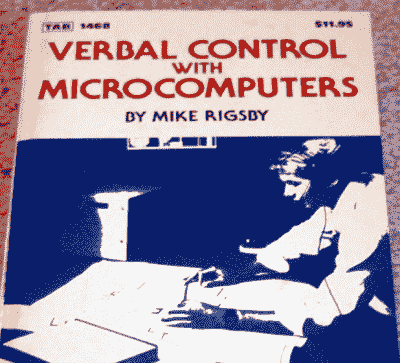 TAB 1468 $11.95
VERBAL CONTROL
WITH
MICROCOMPUTERS
BY MIKE RIGSBY